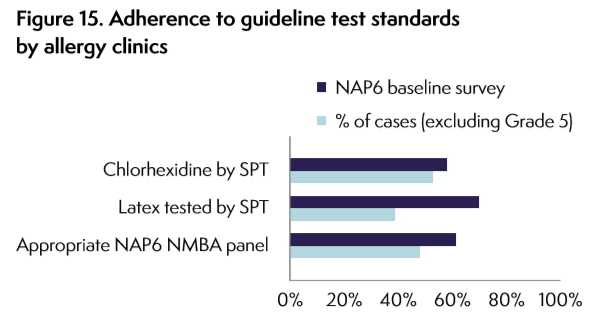 Figure 15. Adherence to guideline test standards
by allergy clinics
NAP6 baseline survey
% of cases (excluding Grade 5)
Chlorhexidine by SPT
Latex tested by SPT
Appropriate NAP6 NMBA panel
0% 20% 40% 60% 80% 100%